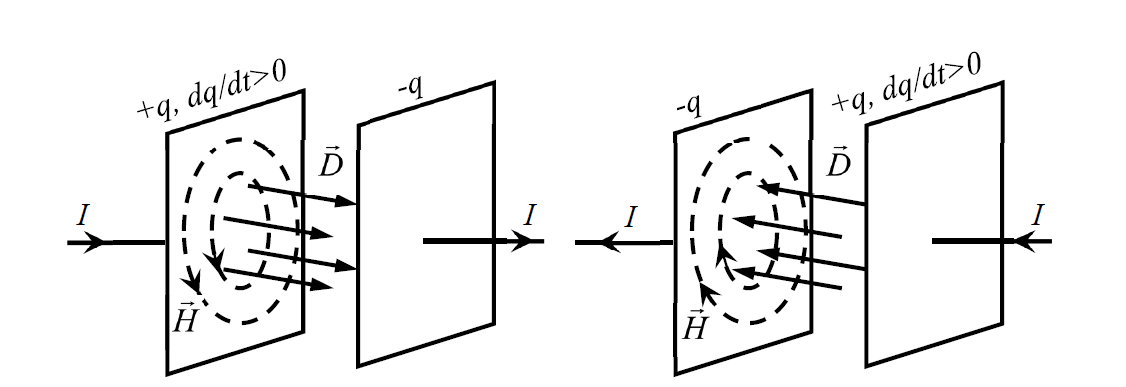 +q, dq/dt>0
-q
D⃗
I
I
H⃗
-q
+q, dq/dt>0
D⃗
I
I
H⃗